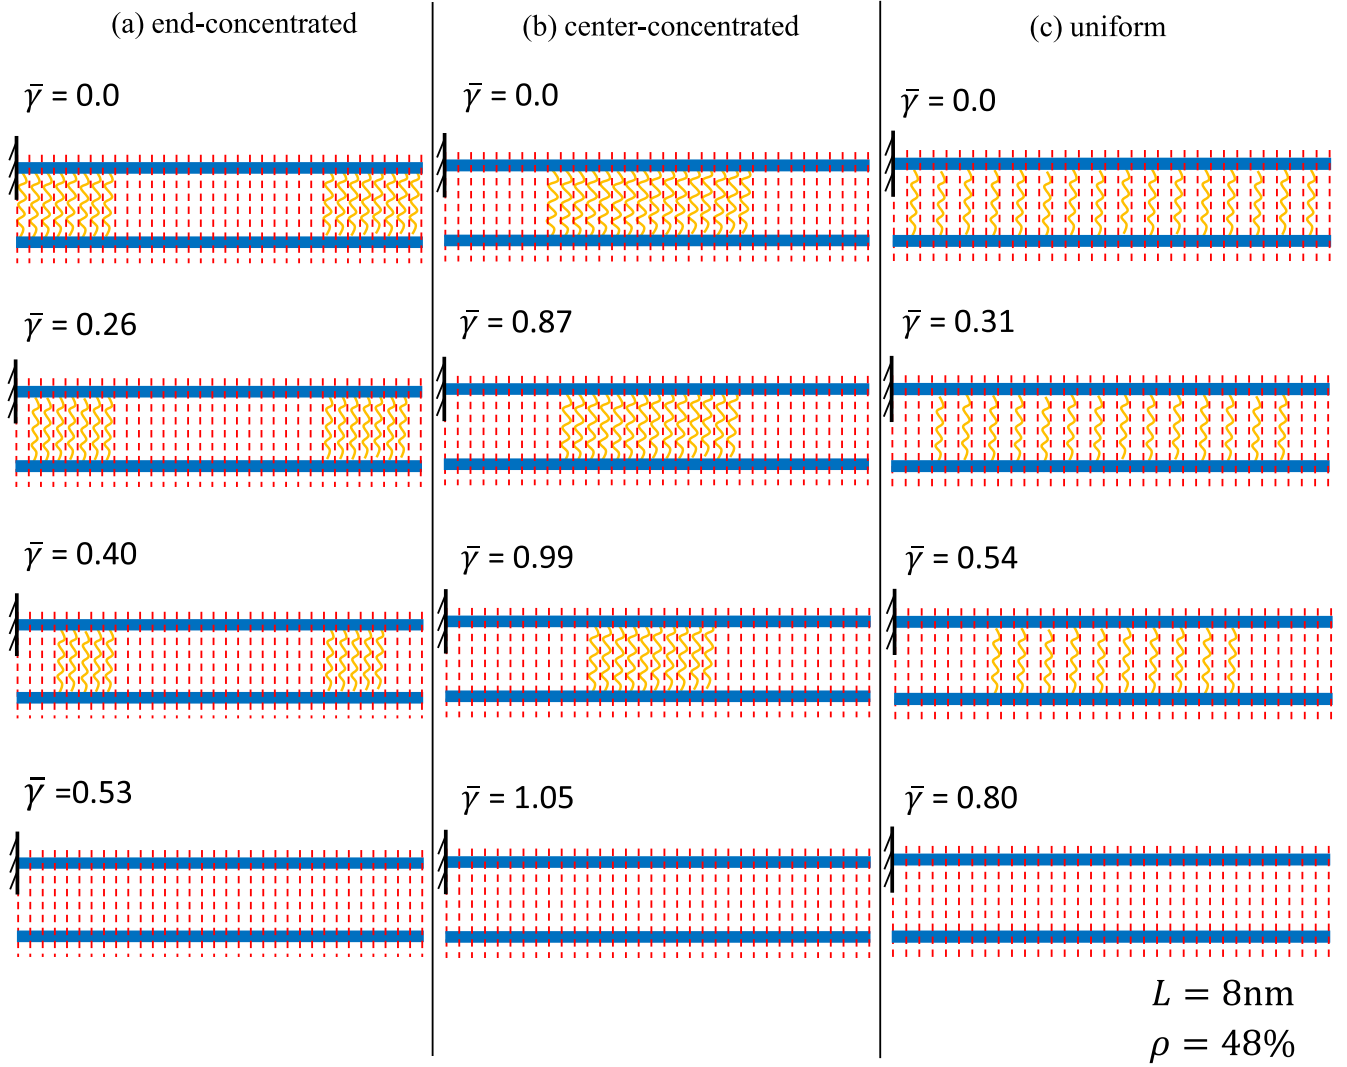 (a) end-concentrated
(b) center-concentrated
(c) uniform
γ̄ = 0.0
γ̄ = 0.0
γ̄ = 0.0
γ̄ = 0.26
γ̄ = 0.87
γ̄ = 0.31
γ̄ = 0.40
γ̄ = 0.99
γ̄ = 0.54
γ̄ =0.53
γ̄ = 1.05
γ̄ = 0.80
L = 8nm
ρ = 48%